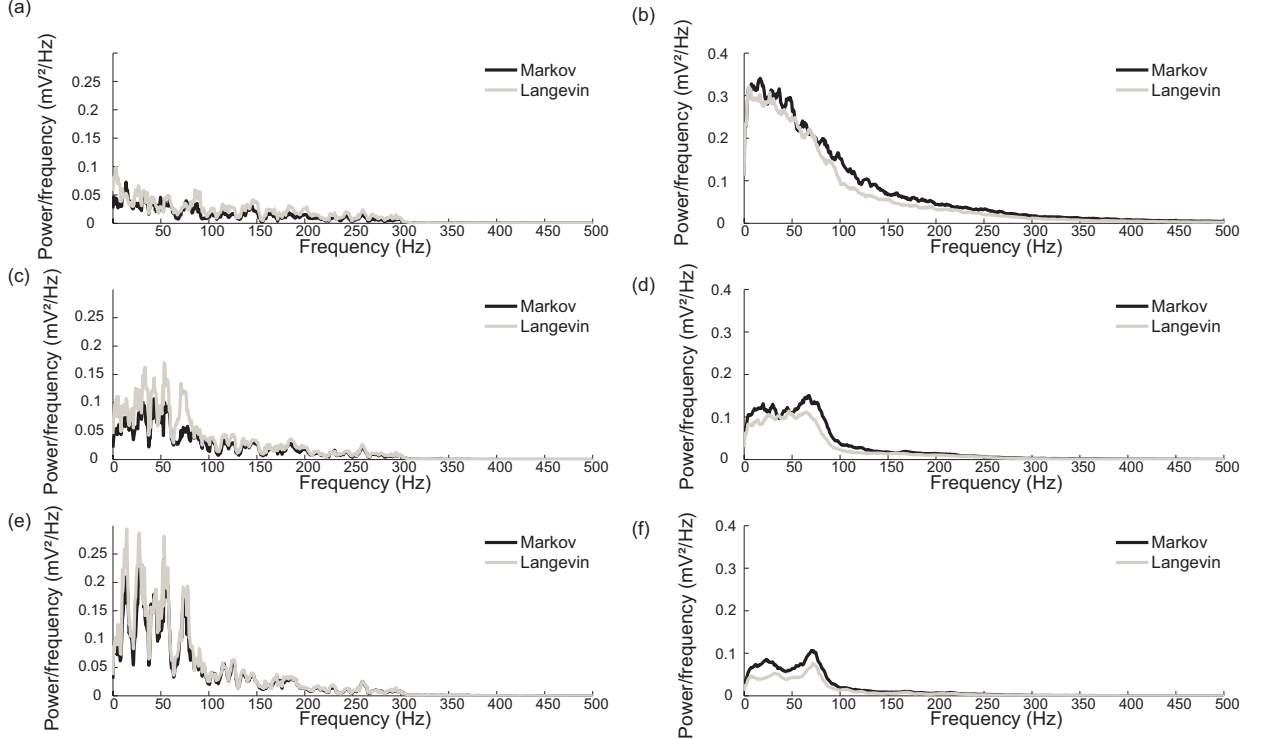 (a)
Power/frequency (mV²/Hz)
0.25
0.2
0.15
0.1
0.05
0
50 100 150 200 250 300 350 400 450 500
Frequency (Hz)
Markov
Langevin
(b)
Power/frequency (mV²/Hz)
0.4
0.3
0.2
0.1
0
0 50 100 150 200 250 300 350 400 450 500
Frequency (Hz)
Markov
Langevin
(c)
Power/frequency (mV²/Hz)
0.25
0.2
0.15
0.1
0.05
0
0 50 100 150 200 250 300 350 400 450 500
Frequency (Hz)
Markov
Langevin
(d)
Power/frequency (mV²/Hz)
0.4
0.3
0.2
0.1
0
0 50 100 150 200 250 300 350 400 450 500
Frequency (Hz)
Markov
Langevin
(e)
Power/frequency (mV²/Hz)
0.25
0.2
0.15
0.1
0.05
0
0 50 100 150 200 250 300 350 400 450 500
Frequency (Hz)
Markov
Langevin
(f)
Power/frequency (mV²/Hz)
0.4
0.3
0.2
0.1
0
0 50 100 150 200 250 300 350 400 450 500
Frequency (Hz)
Markov
Langevin